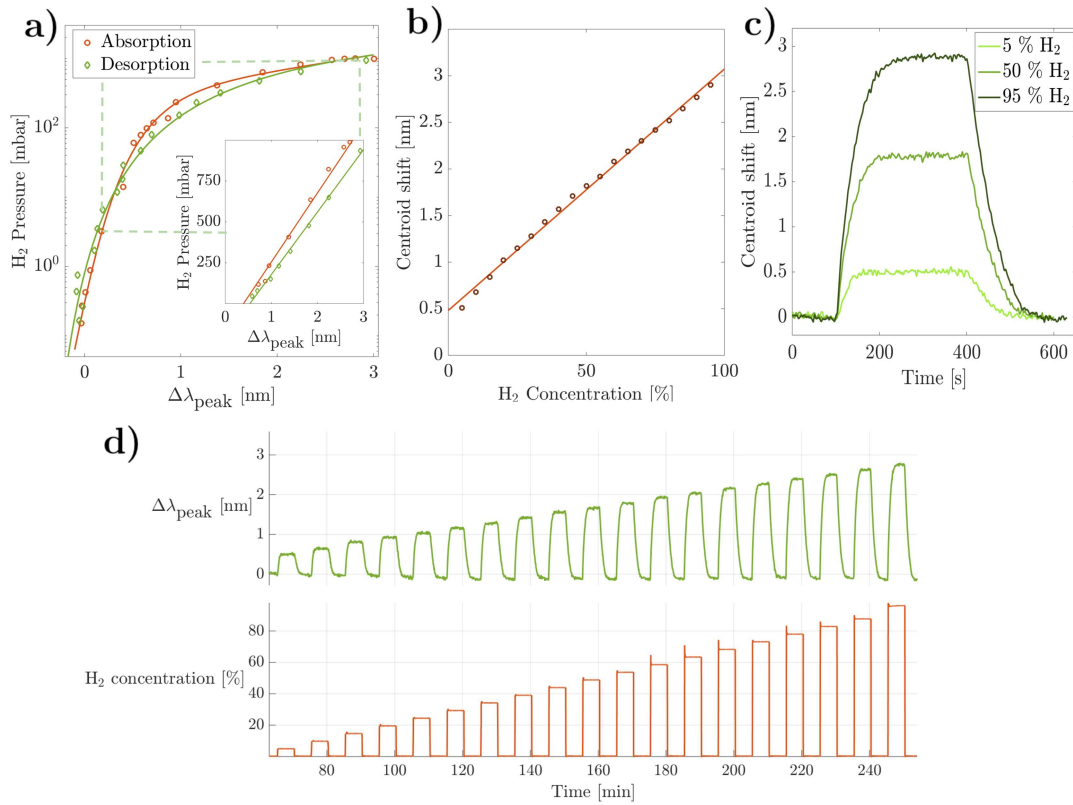 a)
Absorption
Desorption
H2 Pressure [mbar]
10^2
10^0
0 1 2 3
Δλpeak [nm]
H2 Pressure [mbar]
750
500
250
0 1 2 3
Δλpeak [nm]
b)
Centroid shift [nm]
3.5
3
2.5
2
1.5
1
0.5
0
0 50 100
H2 Concentration [%]
c)
5 % H2
50 % H2
95 % H2
Centroid shift [nm]
3
2.5
2
1.5
1
0.5
0
0 200 400 600
Time [s]
d)
Δλpeak [nm]
3
2
1
0
H2 concentration [%]
80
60
40
20
80 100 120 140 160 180 200 220 240
Time [min]